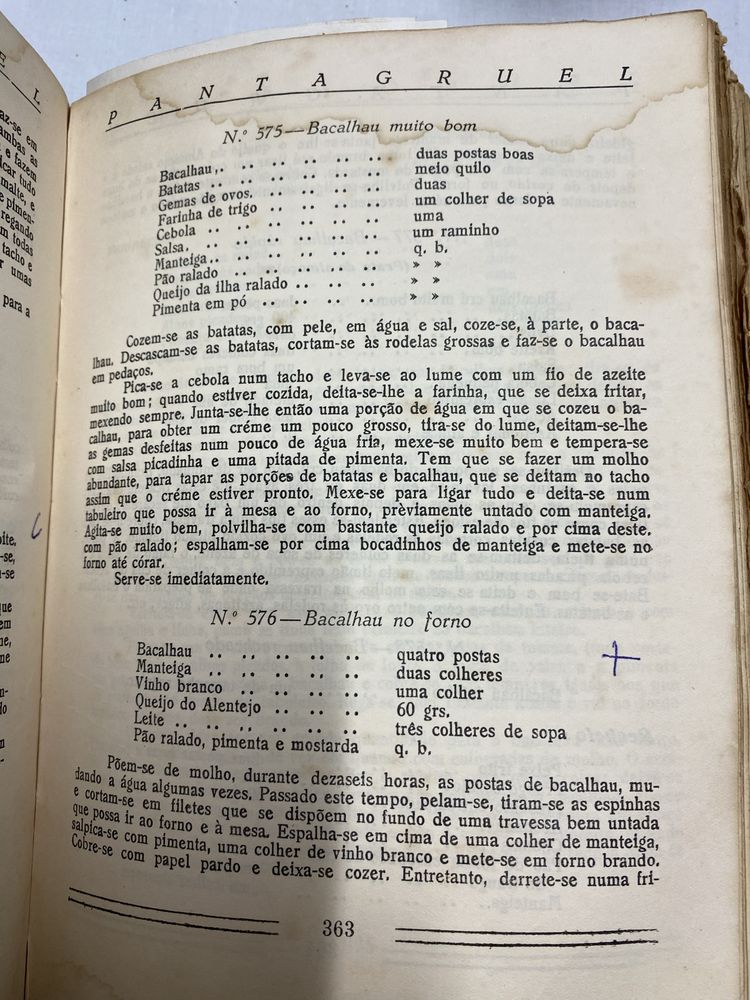 PANTAGRUEL
N.º 575—Bacalhau muito bom
Bacalhau.. .. .. .. .. .. duas postas boas
Batatas .. .. .. .. .. meio quilo
Gemas de ovos. .. .. .. .. duas
Farinha de trigo .. .. .. .. um colher de sopa
Cebola .. .. .. .. .. uma
Salsa. .. .. .. .. .. um raminho
Manteiga.. .. .. .. .. q. b.
Pão ralado .. .. .. .. » »
Queijo da ilha ralado .. .. .. » »
Pimenta em pó .. .. .. .. » »
Cozem-se as batatas, com pele, em água e sal, coze-se, à parte, o baca-
lhau. Descascam-se as batatas, cortam-se às rodelas grossas e faz-se o bacalhau
em pedaços.
Pica-se a cebola num tacho e leva-se ao lume com um fio de azeite
muito bom; quando estiver cozida, deita-se-lhe a farinha, que se deixa fritar,
mexendo sempre. Junta-se-lhe então uma porção de água em que se cozeu o ba-
calhau, para obter um créme um pouco grosso, tira-se do lume, deitam-se-lhe
as gemas desfeitas num pouco de água fria, mexe-se muito bem e tempera-se
com salsa picadinha e uma pitada de pimenta. Tem que se fazer um molho
abundante, para tapar as porções de batatas e bacalhau, que se deitam no tacho
assim que o créme estiver pronto. Mexe-se para ligar tudo e deita-se num
tabuleiro que possa ir à mesa e ao forno, prèviamente untado com manteiga.
Agita-se muito bem, polvilha-se com bastante queijo ralado e por cima deste.
com pão ralado; espalham-se por cima bocadinhos de manteiga e mete-se no
forno até córar.
Serve-se imediatamente.
N.º 576—Bacalhau no forno
Bacalhau .. .. .. .. .. quatro postas
Manteiga .. .. .. .. duas colheres
Vinho branco .. .. .. .. uma colher
Queijo do Alentejo .. .. .. 60 grs.
Leite .. .. .. .. .. .. três colheres de sopa
Pão ralado, pimenta e mostarda q. b.
Põem-se de molho, durante dezaseis horas, as postas de bacalhau, mu-
dando a água algumas vezes. Passado este tempo, pelam-se, tiram-se as espinhas
e cortam-se em filetes que se dispõem no fundo de uma travessa bem untada
que possa ir ao forno e à mesa. Espalha-se em cima de uma colher de manteiga,
salpica-se com pimenta, uma colher de vinho branco e mete-se em forno brando.
Cobre-se com papel pardo e deixa-se cozer. Entretanto, derrete-se numa fri-
363